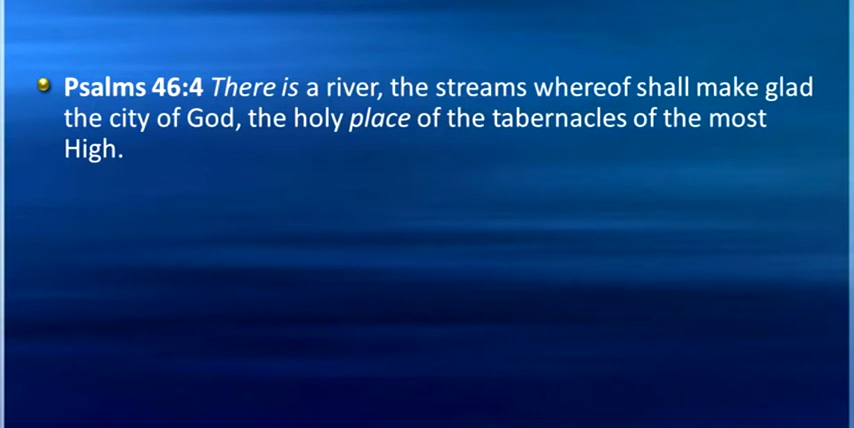 Psalms 46:4 There is a river, the streams whereof shall make glad
the city of God, the holy place of the tabernacles of the most
High.